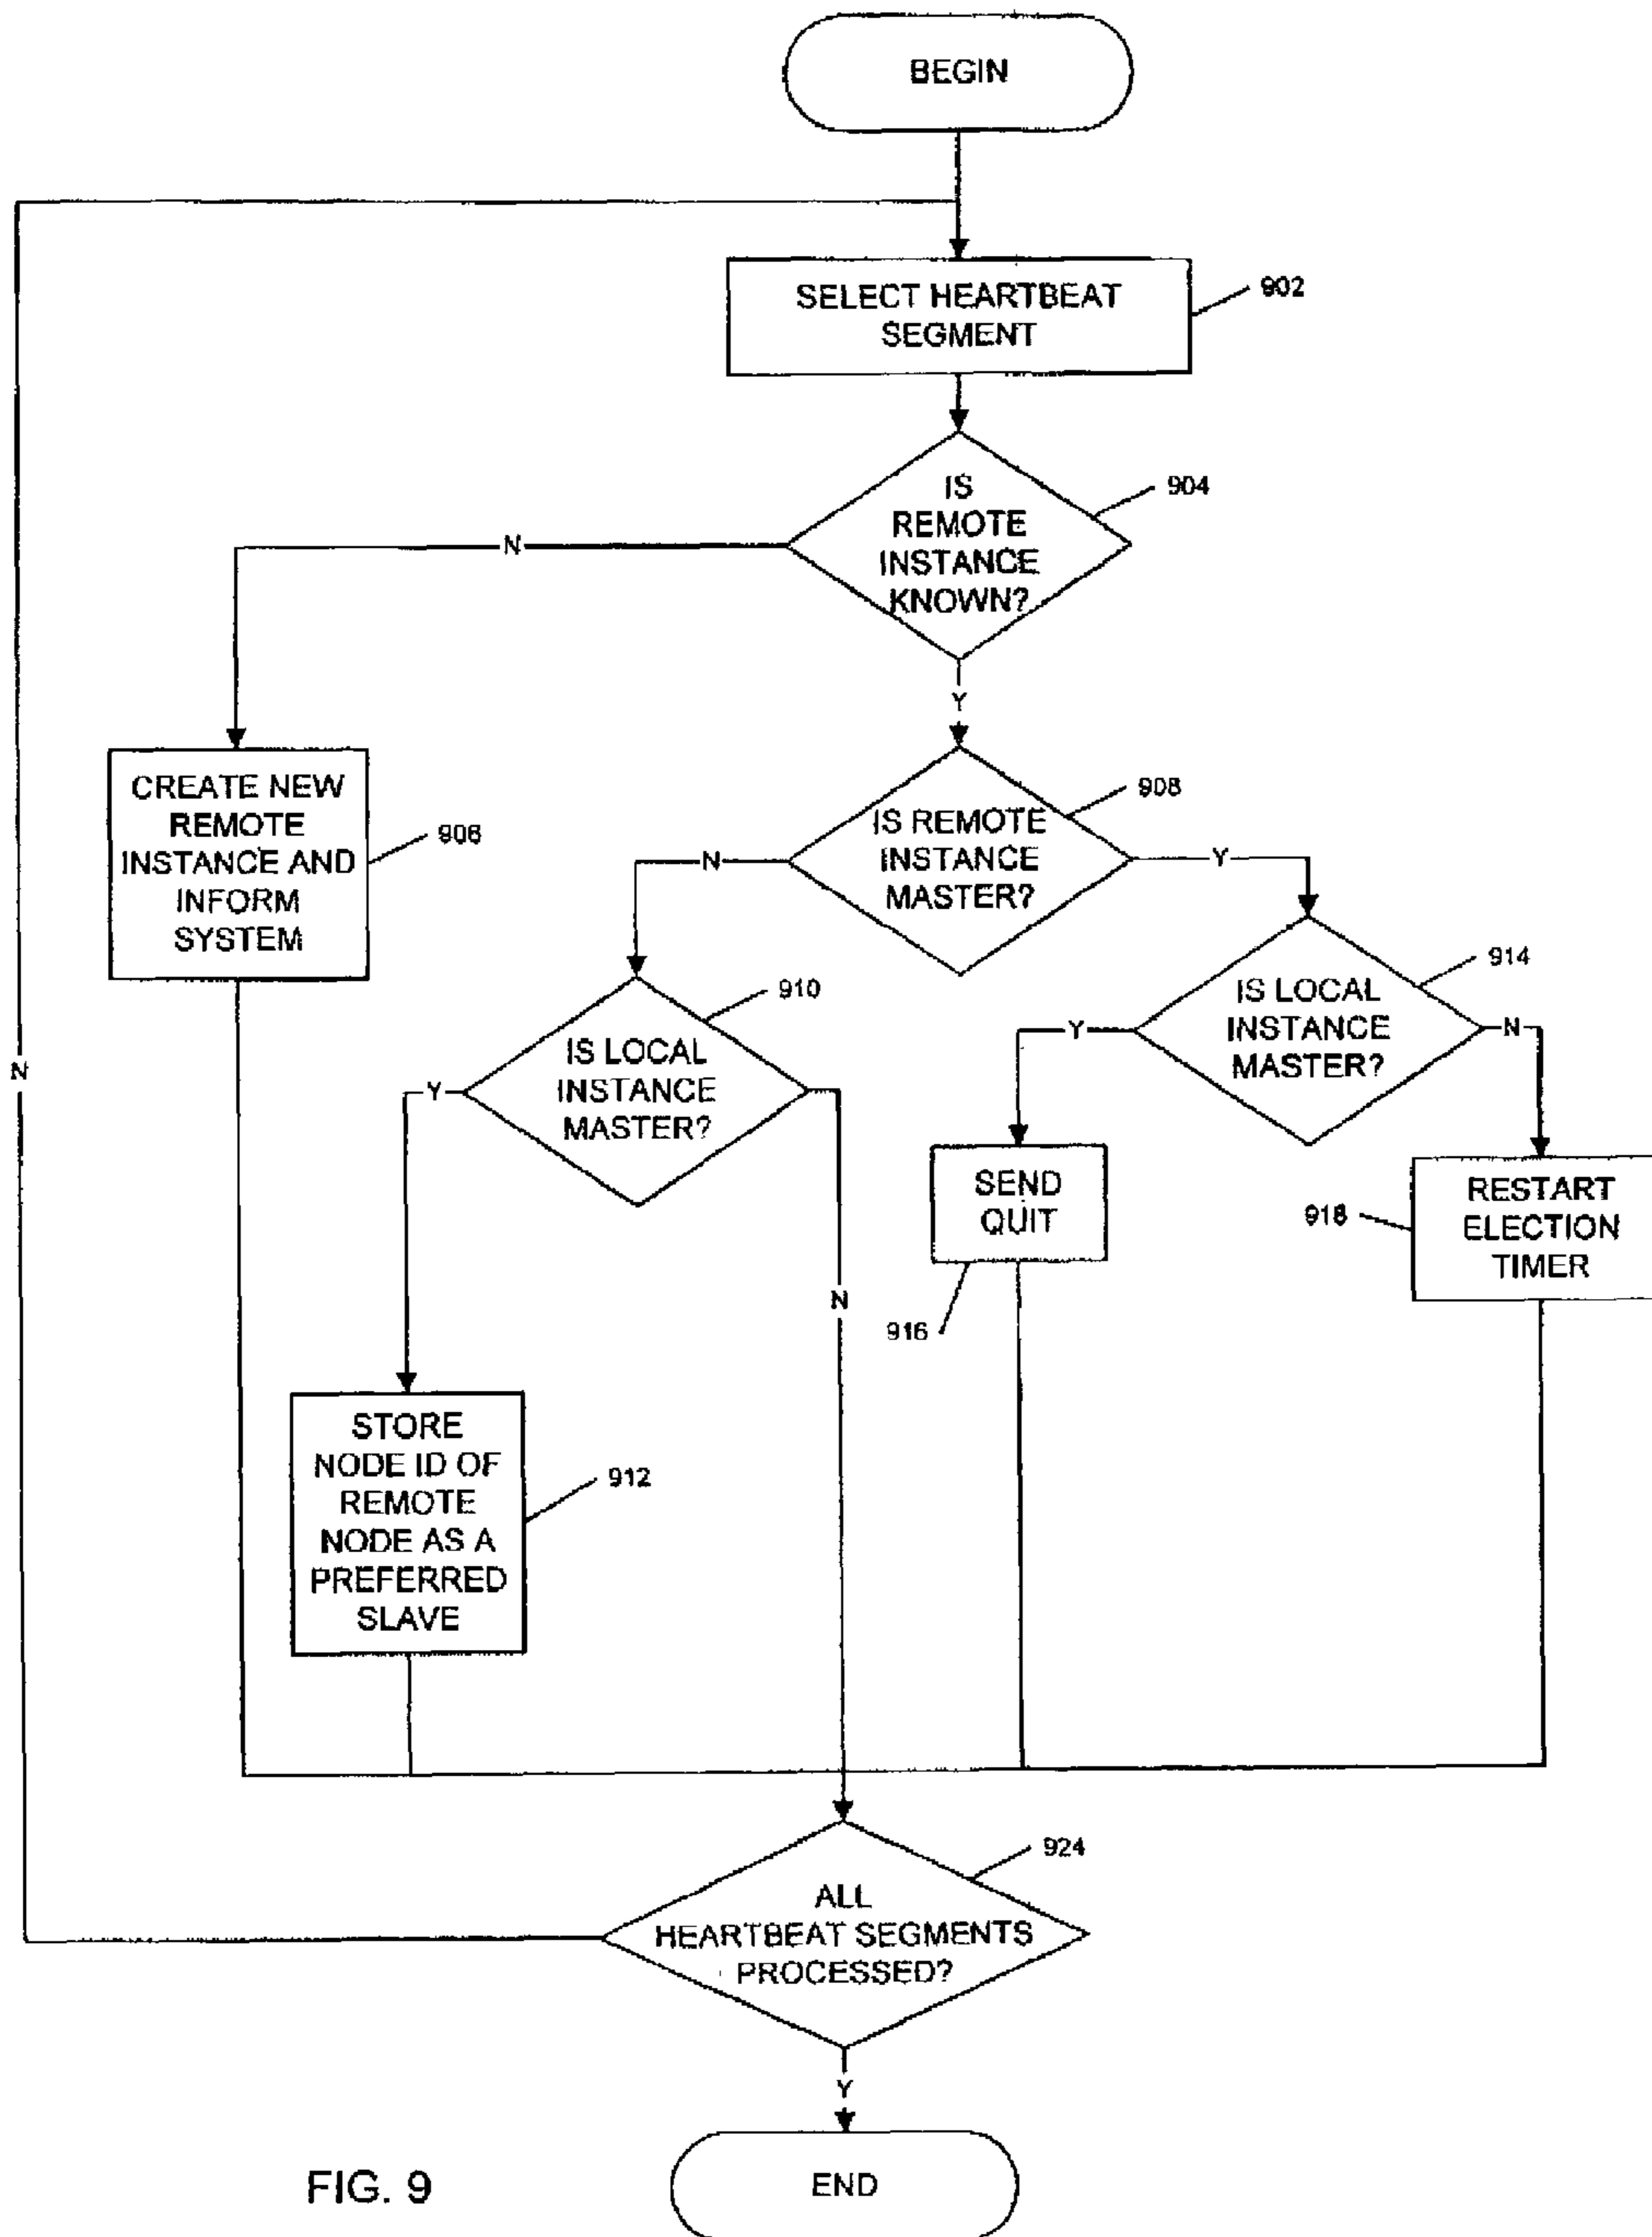 BEGIN
SELECT HEARTBEAT
SEGMENT
902
IS
REMOTE
INSTANCE
KNOWN?
904
N
Y
CREATE NEW
REMOTE
INSTANCE AND
INFORM
SYSTEM
906
IS REMOTE
INSTANCE
MASTER?
908
N
Y
IS LOCAL
INSTANCE
MASTER?
910
Y
N
IS LOCAL
INSTANCE
MASTER?
914
Y
N
N
SEND
QUIT
916
RESTART
ELECTION
TIMER
918
STORE
NODE ID OF
REMOTE
NODE AS A
PREFERRED
SLAVE
912
ALL
HEARTBEAT SEGMENTS
PROCESSED?
924
Y
END
FIG. 9